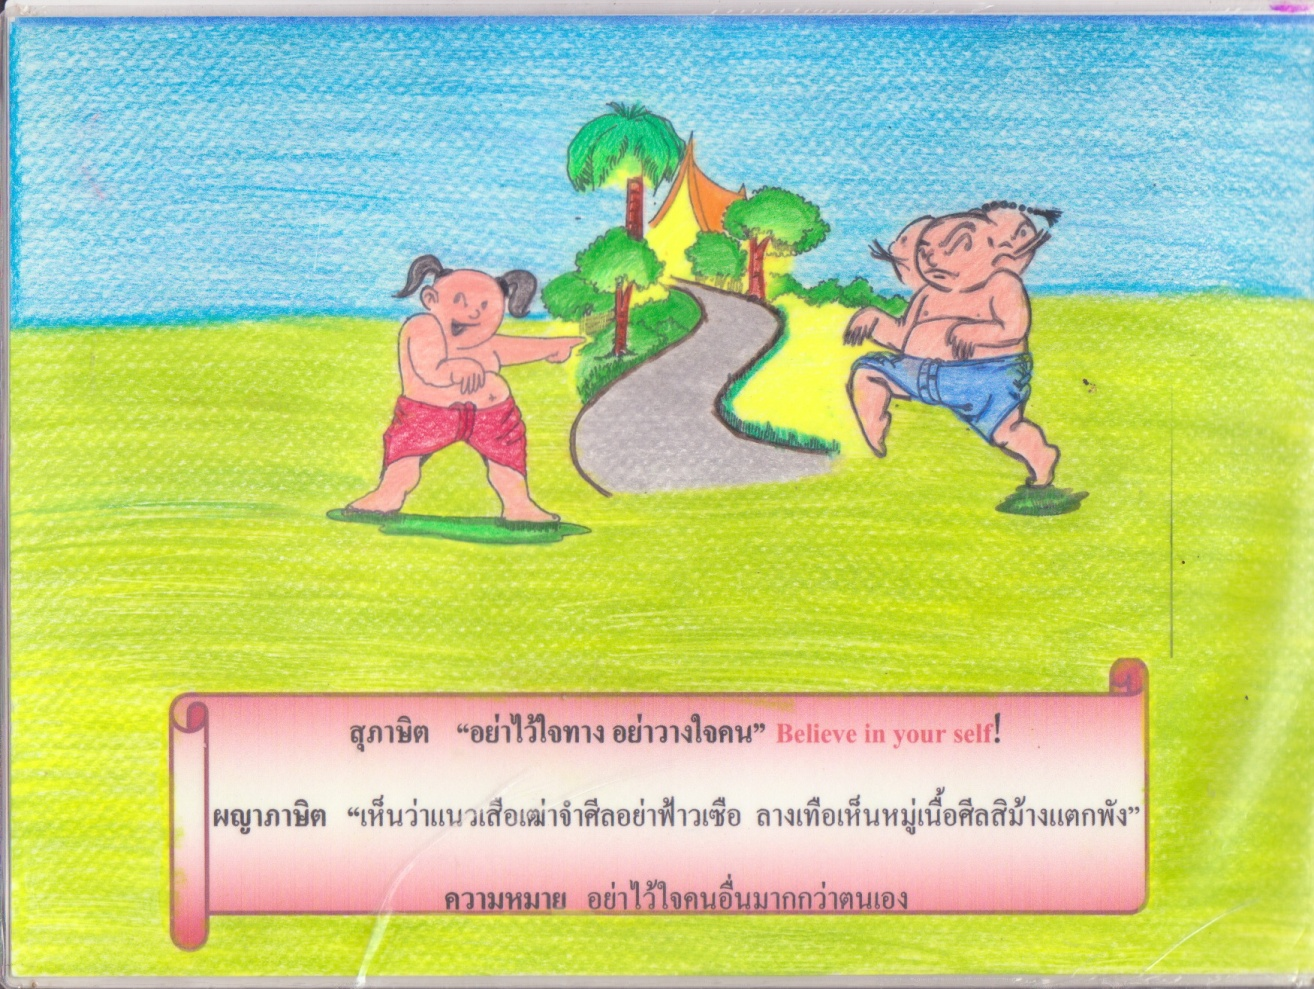 สุภาษิต “อย่าไว้ใจทาง อย่าวางใจคน” Believe in your self!
ผญาภาษิต “เห็นว่าแนวเสือเฒ่าจำศีลอย่าฟ้าวเซือ ลางเทือเห็นหมู่เนื้อศีลสิม้างแตกพัง”
ความหมาย อย่าไว้ใจคนอื่นมากกว่าตนเอง